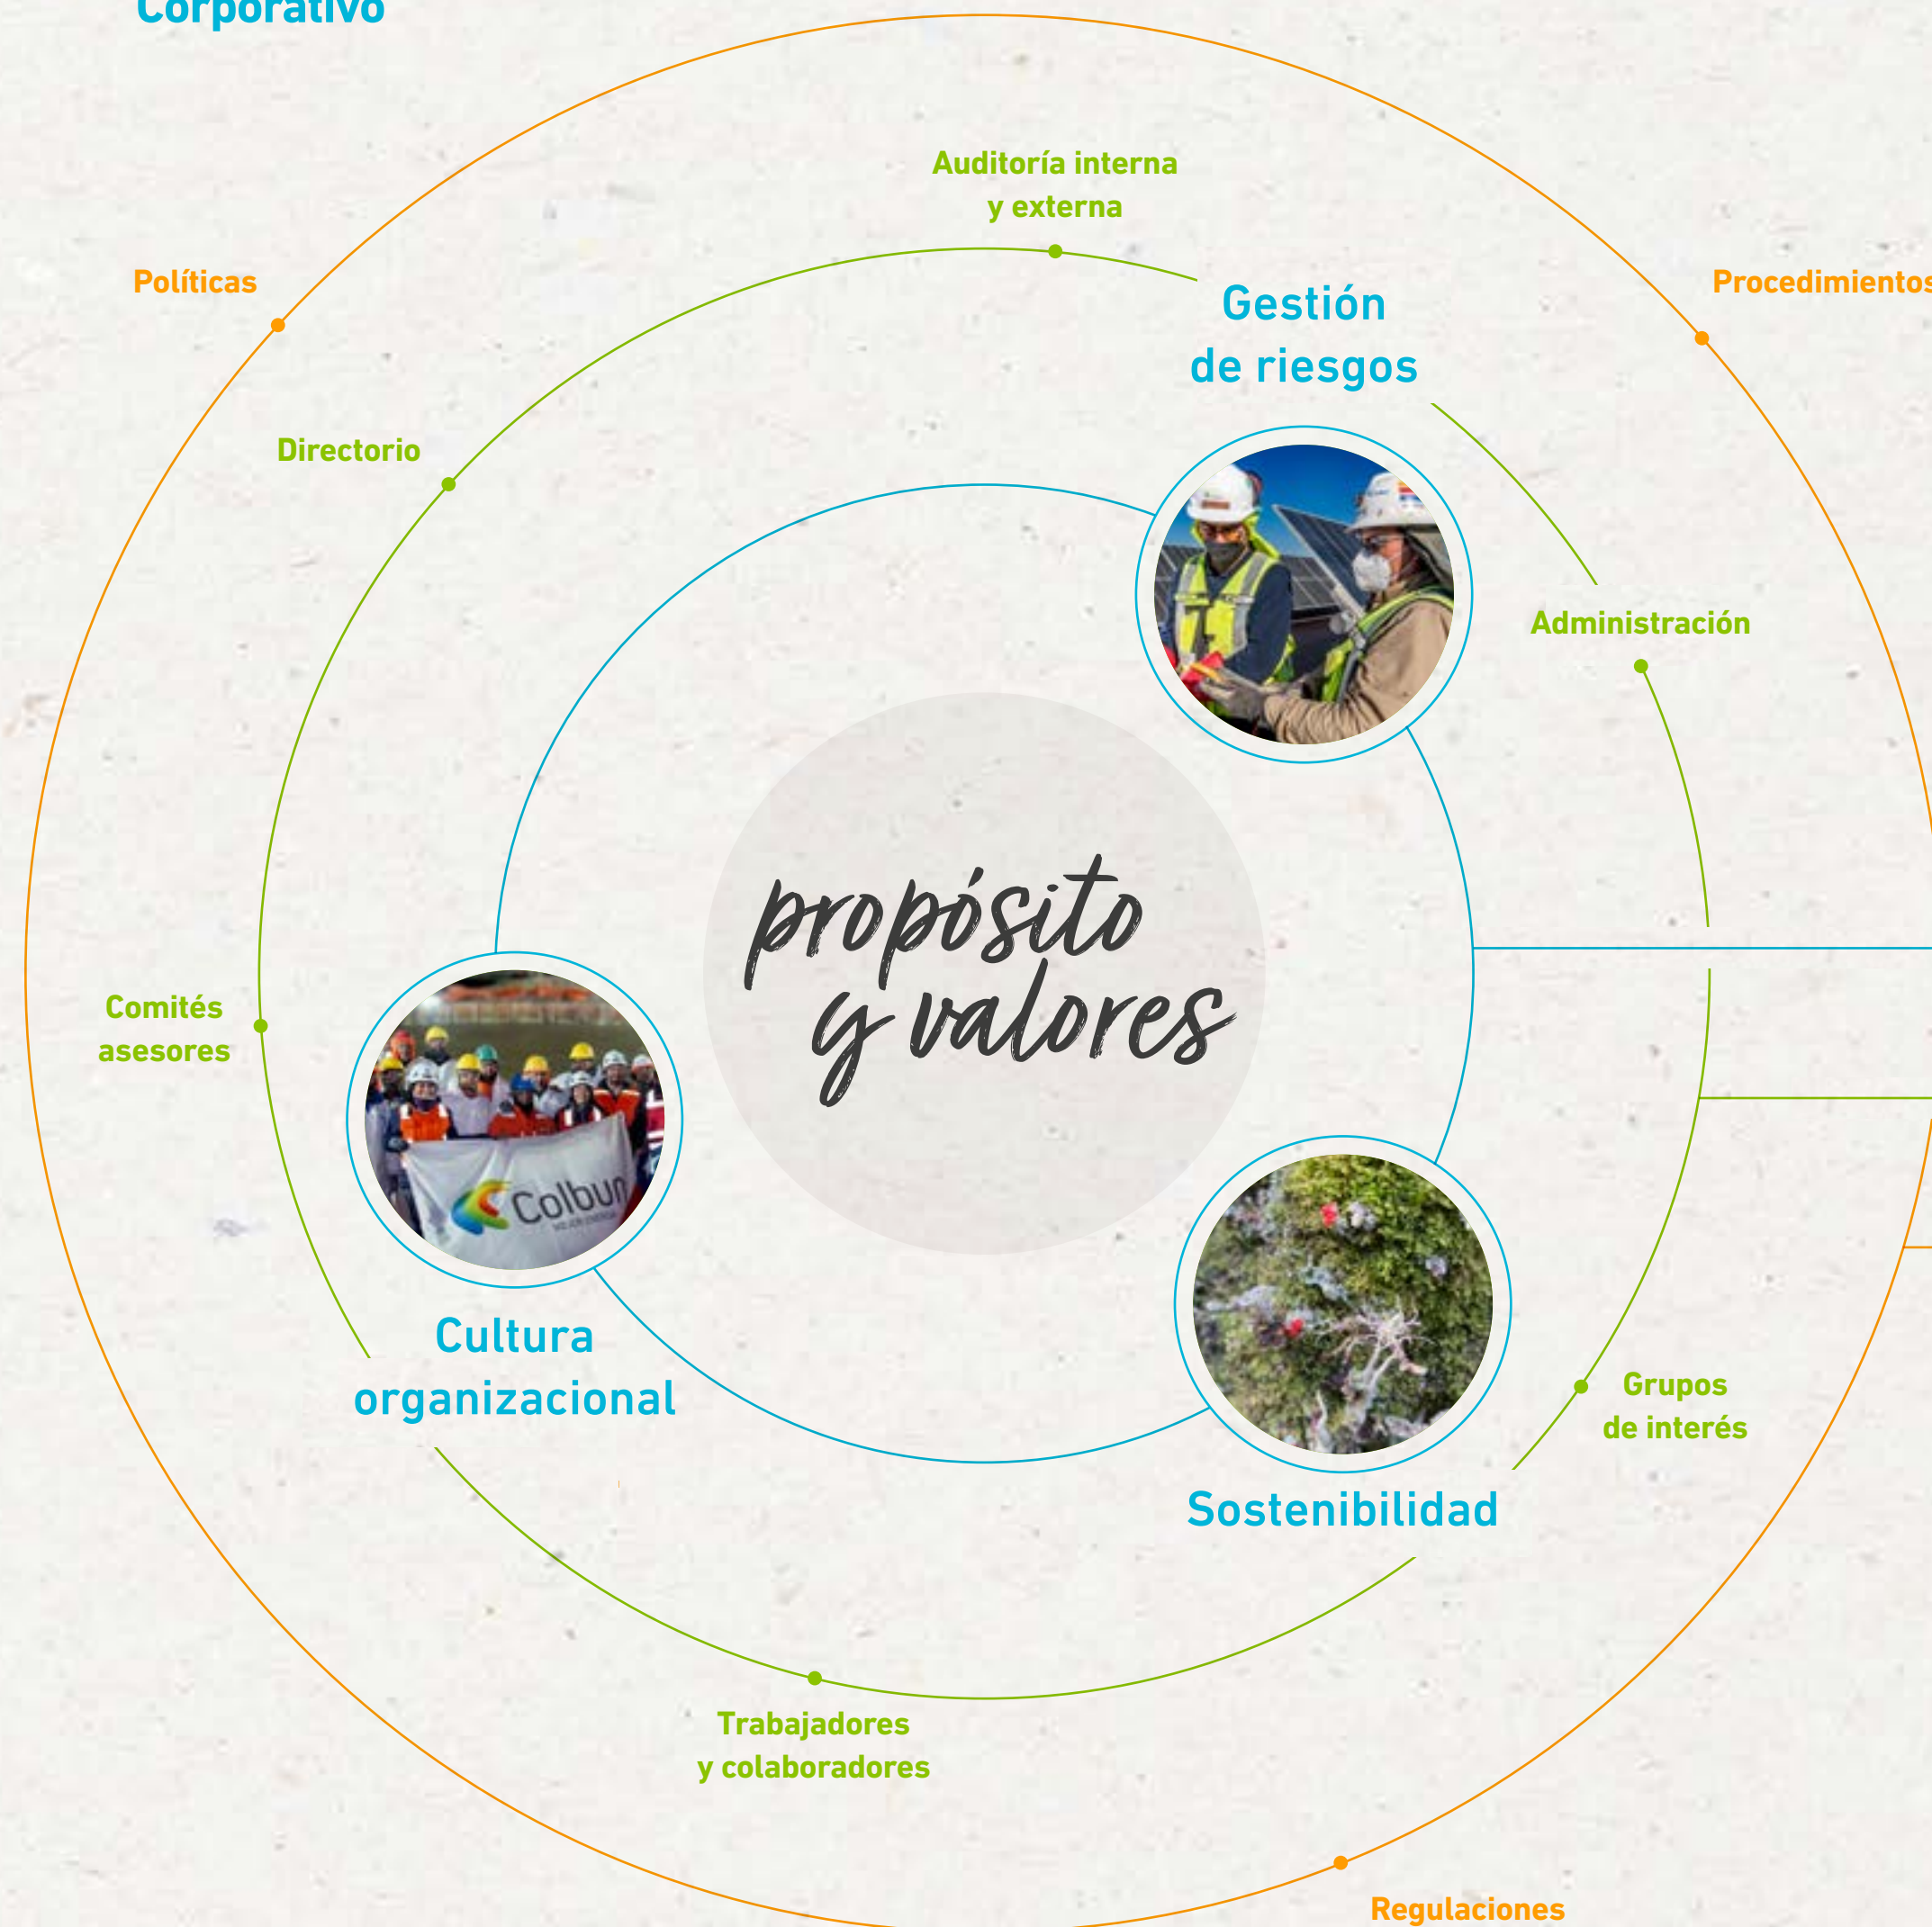 Corporativo
Auditoría interna
y externa
Políticas
Procedimientos
Gestión
de riesgos
Directorio
Administración
propósito
y valores
Comités
asesores
Colbun
Cultura
organizacional
Grupos
de interés
Sostenibilidad
Trabajadores
y colaboradores
Regulaciones